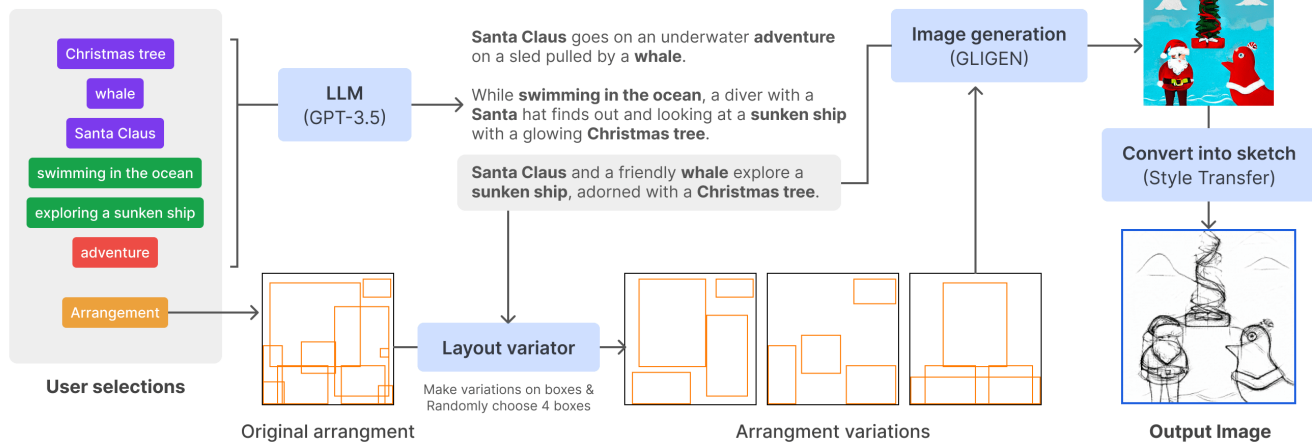 Christmas tree
whale
Santa Claus
swimming in the ocean
exploring a sunken ship
adventure
Arrangement
User selections
LLM
(GPT-3.5)
Santa Claus goes on an underwater adventure
on a sled pulled by a whale.
While swimming in the ocean, a diver with a
Santa hat finds out and looking at a sunken ship
with a glowing Christmas tree.
Santa Claus and a friendly whale explore a
sunken ship, adorned with a Christmas tree.
Image generation
(GLIGEN)
Convert into sketch
(Style Transfer)
Layout variator
Make variations on boxes &
Randomly choose 4 boxes
Original arrangment
Arrangment variations
Output Image